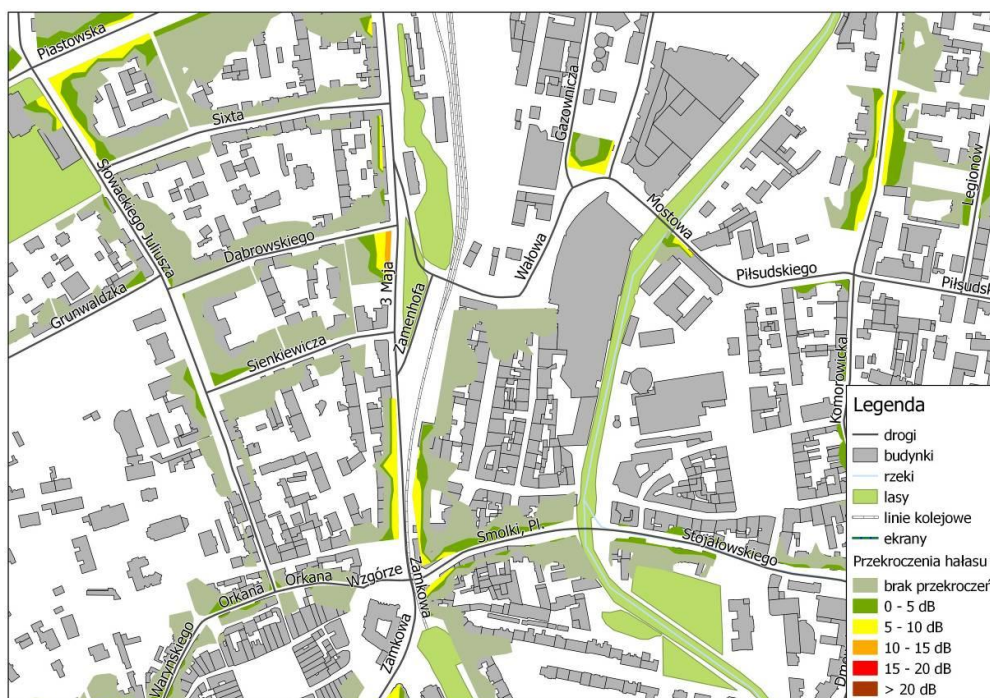 Piastowska
Sixta
Gazownicza
Słowackiego Juliusza
Legionów
Mostowa
Dąbrowskiego
Wałowa
Piłsudskiego
Piłsudsk
3 Maja
Grunwaldzka
Zamenhofa
Sienkiewicza
Komorowicka
Smolki, Pl.
Stojałowskiego
Orkana
Wzgórze
Orkana
Zamkowa
Zamkowa
Waryńskiego
Legenda
drogi
budynki
rzeki
lasy
linie kolejowe
ekrany
Przekroczenia hałasu
brak przekroczeń
0 - 5 dB
5 - 10 dB
10 - 15 dB
15 - 20 dB
> 20 dB